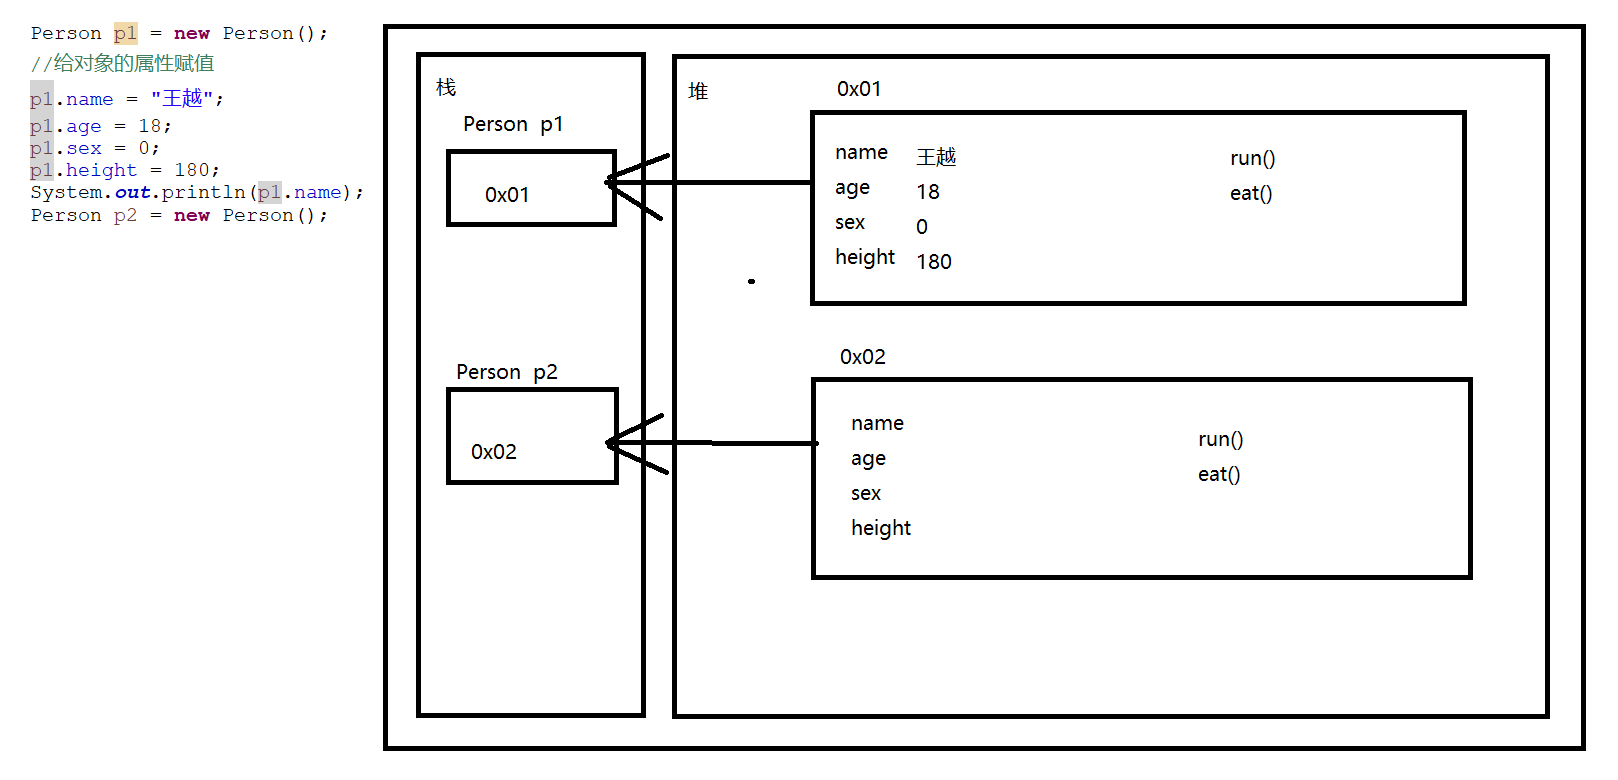 Person p1 = new Person();
//给对象的属性赋值
p1.name = "王越";
p1.age = 18;
p1.sex = 0;
p1.height = 180;
System.out.println(p1.name);
Person p2 = new Person();
栈
Person p1
0x01
Person p2
0x02
堆
0x01
name 王越
age 18
sex 0
height 180
run()
eat()
0x02
name
age
sex
height
run()
eat()